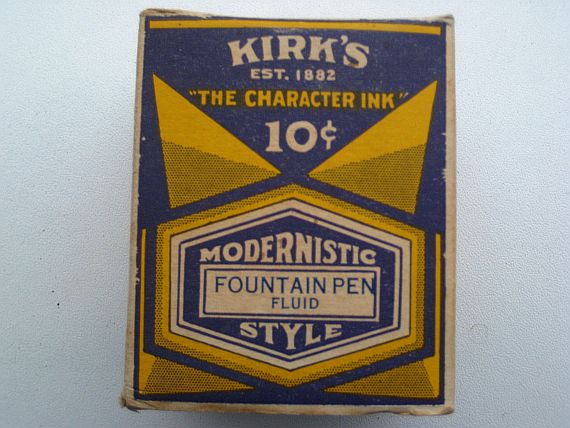 KIRK'S
EST. 1882
"THE CHARACTER INK"
10¢
MODERNISTIC
FOUNTAIN PEN
FLUID
STYLE